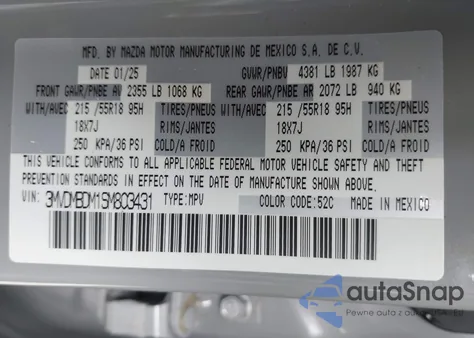 MFD. BY MAZDA MOTOR MANUFACTURING DE MEXICO S.A. DE C.V.
DATE 01/25 GVWR/PNBV 4381 LB 1987 KG
FRONT GAWR/PNBE AV 2355 LB 1068 KG REAR GAWR/PNBE AR 2072 LB 940 KG
WITH/AVEC 215 /55R18 95H TIRES/PNEUS WITH/AVEC 215 /55R18 95H TIRES/PNEUS
18X7J RIMS/JANTES 18X7J RIMS/JANTES
250 KPA/36 PSI COLD/A FROID 250 KPA/36 PSI COLD/A FROID
THIS VEHICLE CONFORMS TO ALL APPLICABLE FEDERAL MOTOR VEHICLE SAFETY AND THEFT
PREVENTION STANDARDS IN EFFECT ON THE DATE OF MANUFACTURE SHOWN ABOVE.
VIN: 3MVDMBDM1SM803431 TYPE: MPV COLOR CODE: 52C MADE IN MEXICO
autoSnap
Pewne auta z aukcji USA i EU